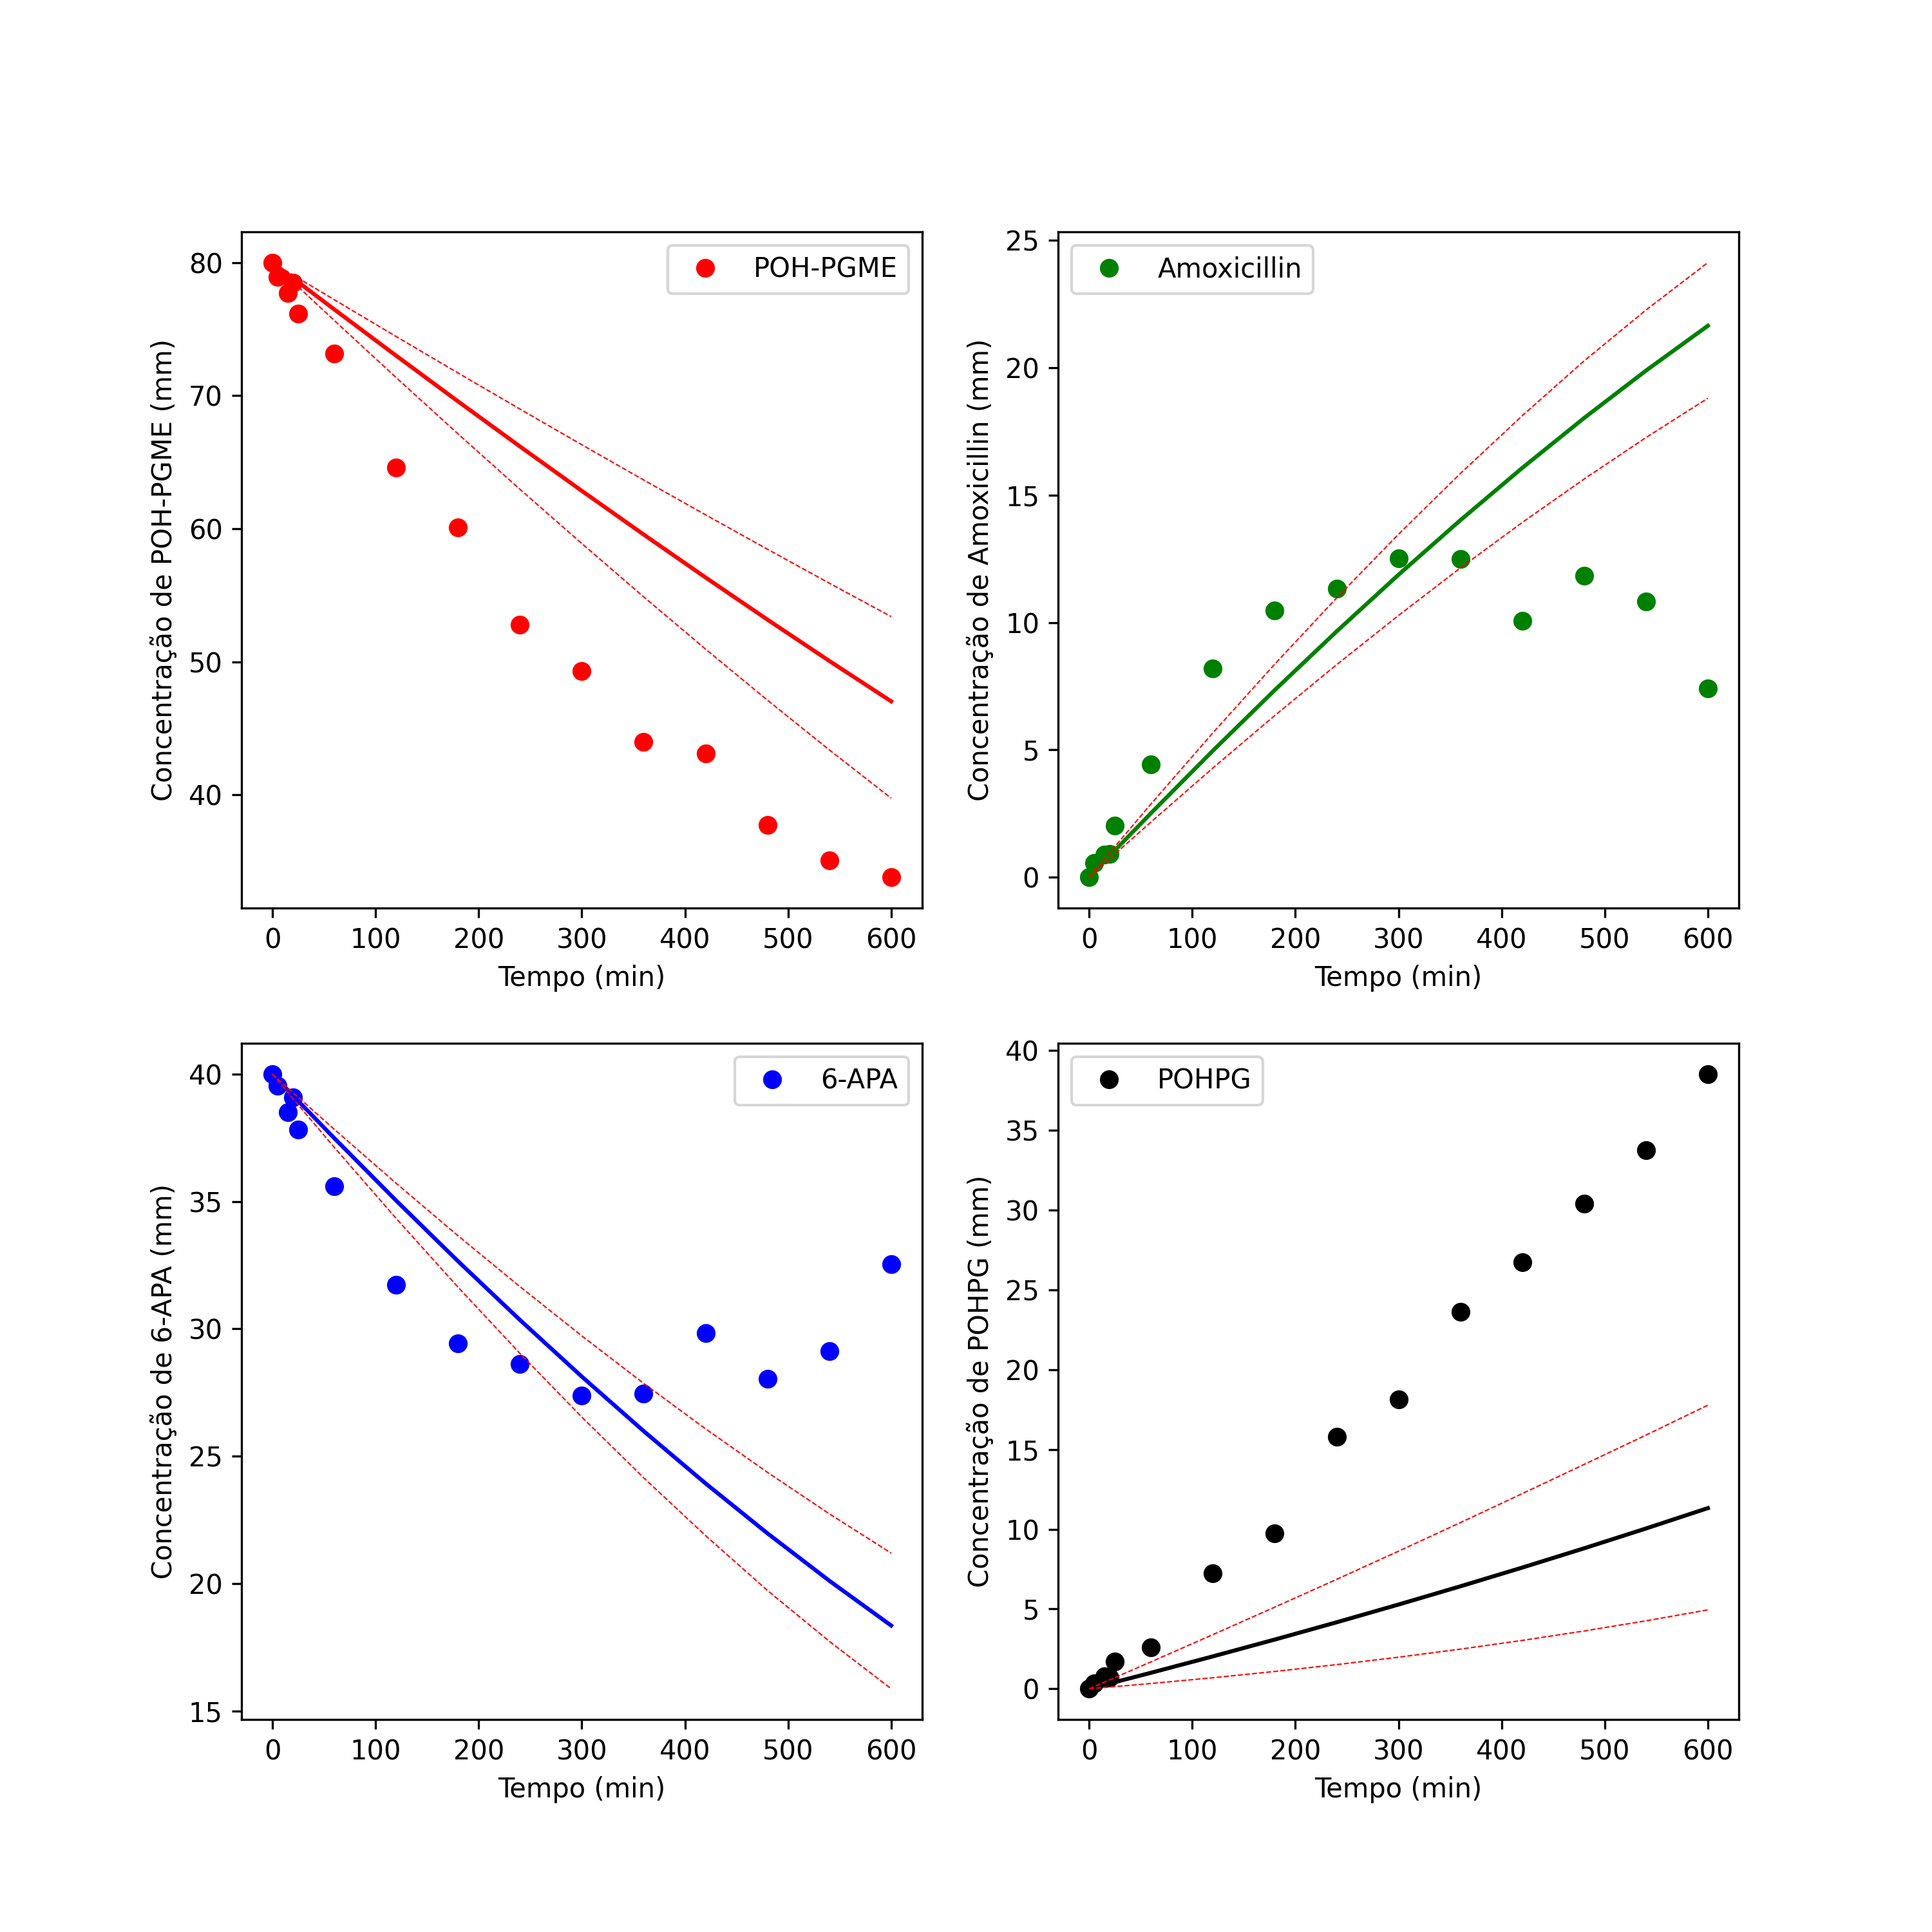 POH-PGME
Concentração de POH-PGME (mm)
80
70
60
50
40
0 100 200 300 400 500 600
Tempo (min)
Amoxicillin
Concentração de Amoxicillin (mm)
25
20
15
10
5
0
0 100 200 300 400 500 600
Tempo (min)
6-APA
Concentração de 6-APA (mm)
40
35
30
25
20
15
0 100 200 300 400 500 600
Tempo (min)
POHPG
Concentração de POHPG (mm)
40
35
30
25
20
15
10
5
0
0 100 200 300 400 500 600
Tempo (min)